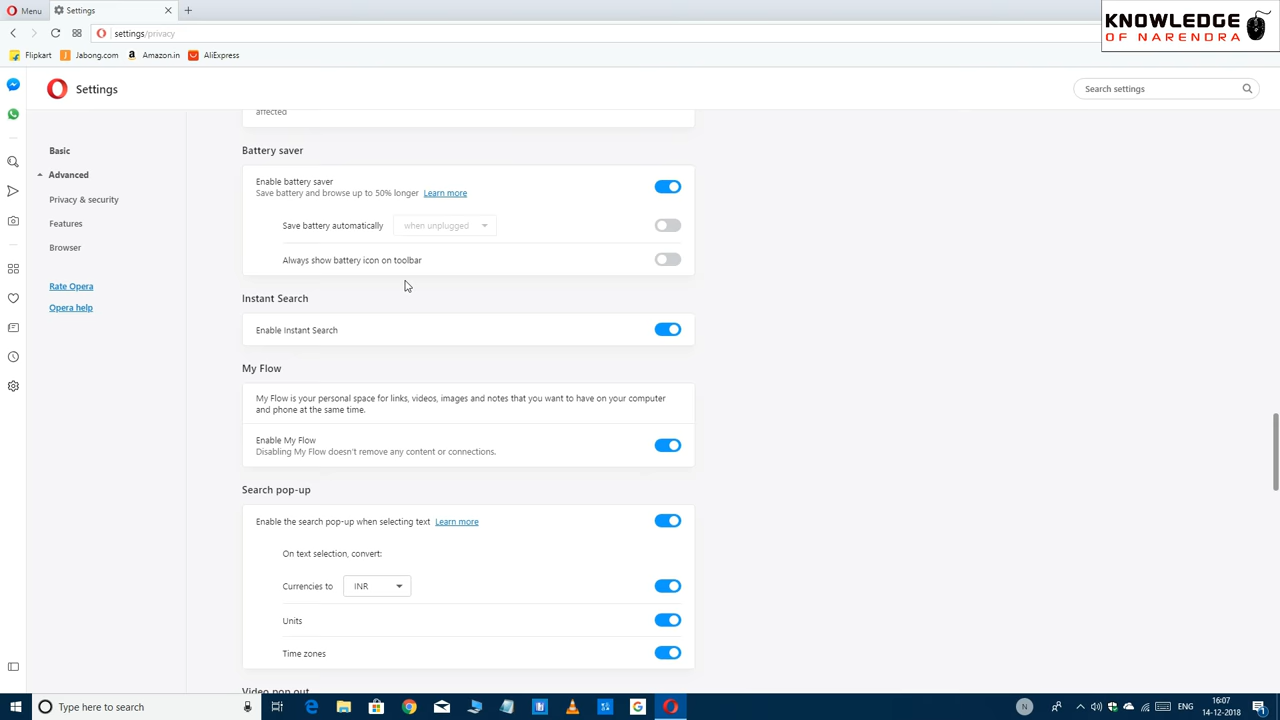 Menu
Settings
KNOWLEDGE
OF NARENDRA
settings/privacy
Flipkart
Jabong.com
Amazon.in
AliExpress
Settings
Search settings
affected
Basic
Advanced
Privacy & security
Features
Browser
Rate Opera
Opera help
Battery saver
Enable battery saver
Save battery and browse up to 50% longer Learn more
Save battery automatically when unplugged
Always show battery icon on toolbar
Instant Search
Enable Instant Search
My Flow
My Flow is your personal space for links, videos, images and notes that you want to have on your computer
and phone at the same time.
Enable My Flow
Disabling My Flow doesn't remove any content or connections.
Search pop-up
Enable the search pop-up when selecting text Learn more
On text selection, convert:
Currencies to INR
Units
Time zones
Video pop out
Type here to search
N
ENG
16:07
14-12-2018
1